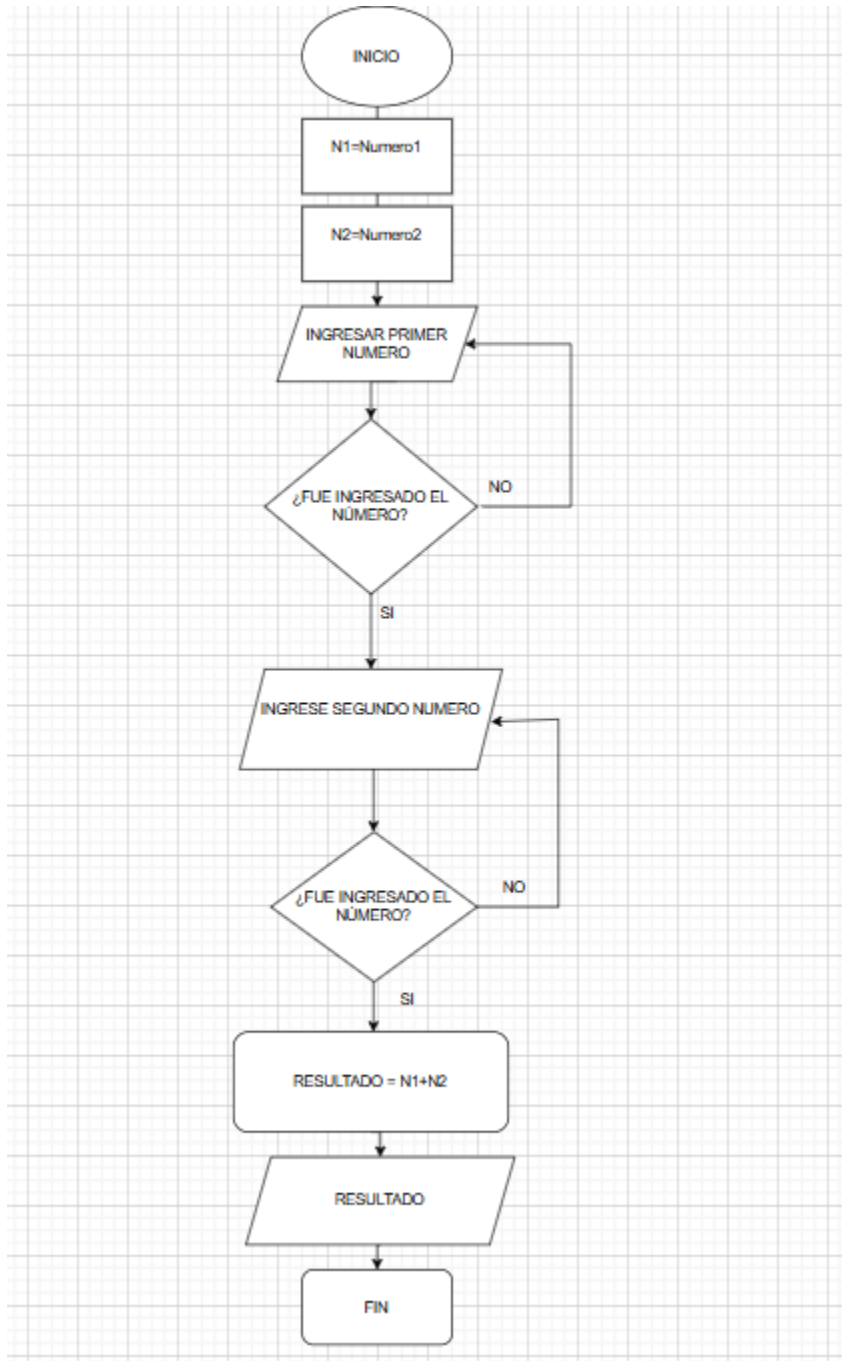 INICIO
N1=Numero1
N2=Numero2
INGRESAR PRIMER
NUMERO
¿FUE INGRESADO EL
NÚMERO?
NO
SI
INGRESE SEGUNDO NUMERO
¿FUE INGRESADO EL
NÚMERO?
NO
SI
RESULTADO = N1+N2
RESULTADO
FIN